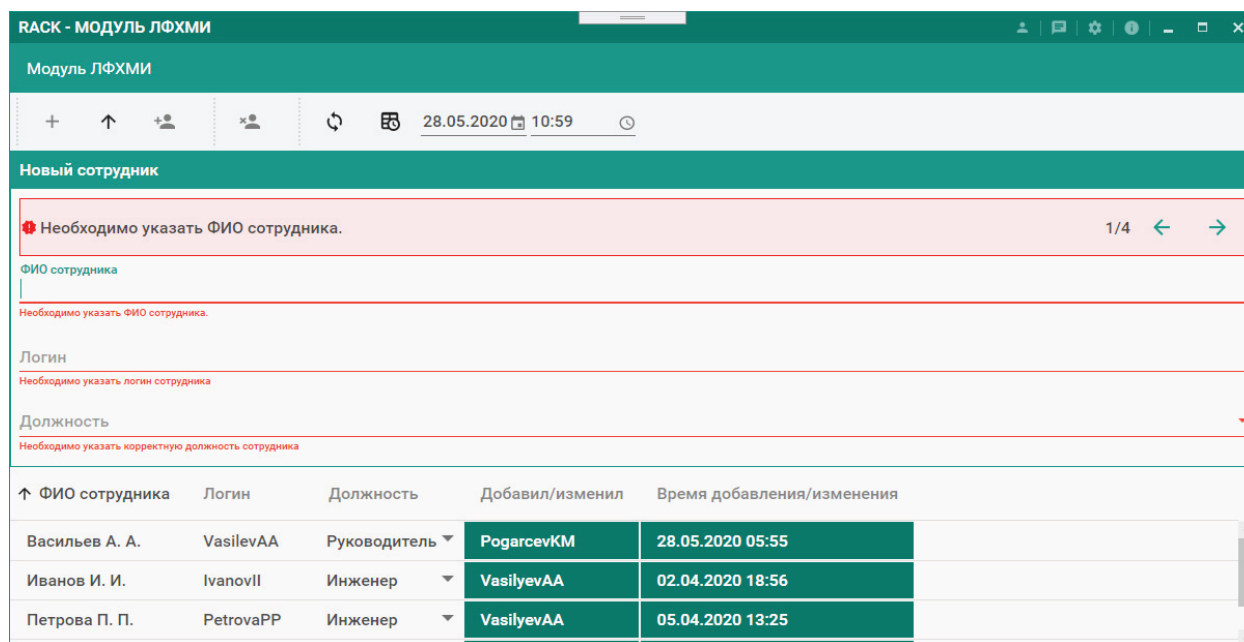 RACK - МОДУЛЬ ЛФХМИ
Модуль ЛФХМИ
28.05.2020 10:59
Новый сотрудник
Необходимо указать ФИО сотрудника. 1/4
ФИО сотрудника
Необходимо указать ФИО сотрудника.
Логин
Необходимо указать логин сотрудника
Должность
Необходимо указать корректную должность сотрудника
ФИО сотрудника Логин Должность Добавил/изменил Время добавления/изменения
Васильев А. А. VasilevAA Руководитель PogarcevKM 28.05.2020 05:55
Иванов И. И. IvanovII Инженер VasilyevAA 02.04.2020 18:56
Петрова П. П. PetrovaPP Инженер VasilyevAA 05.04.2020 13:25